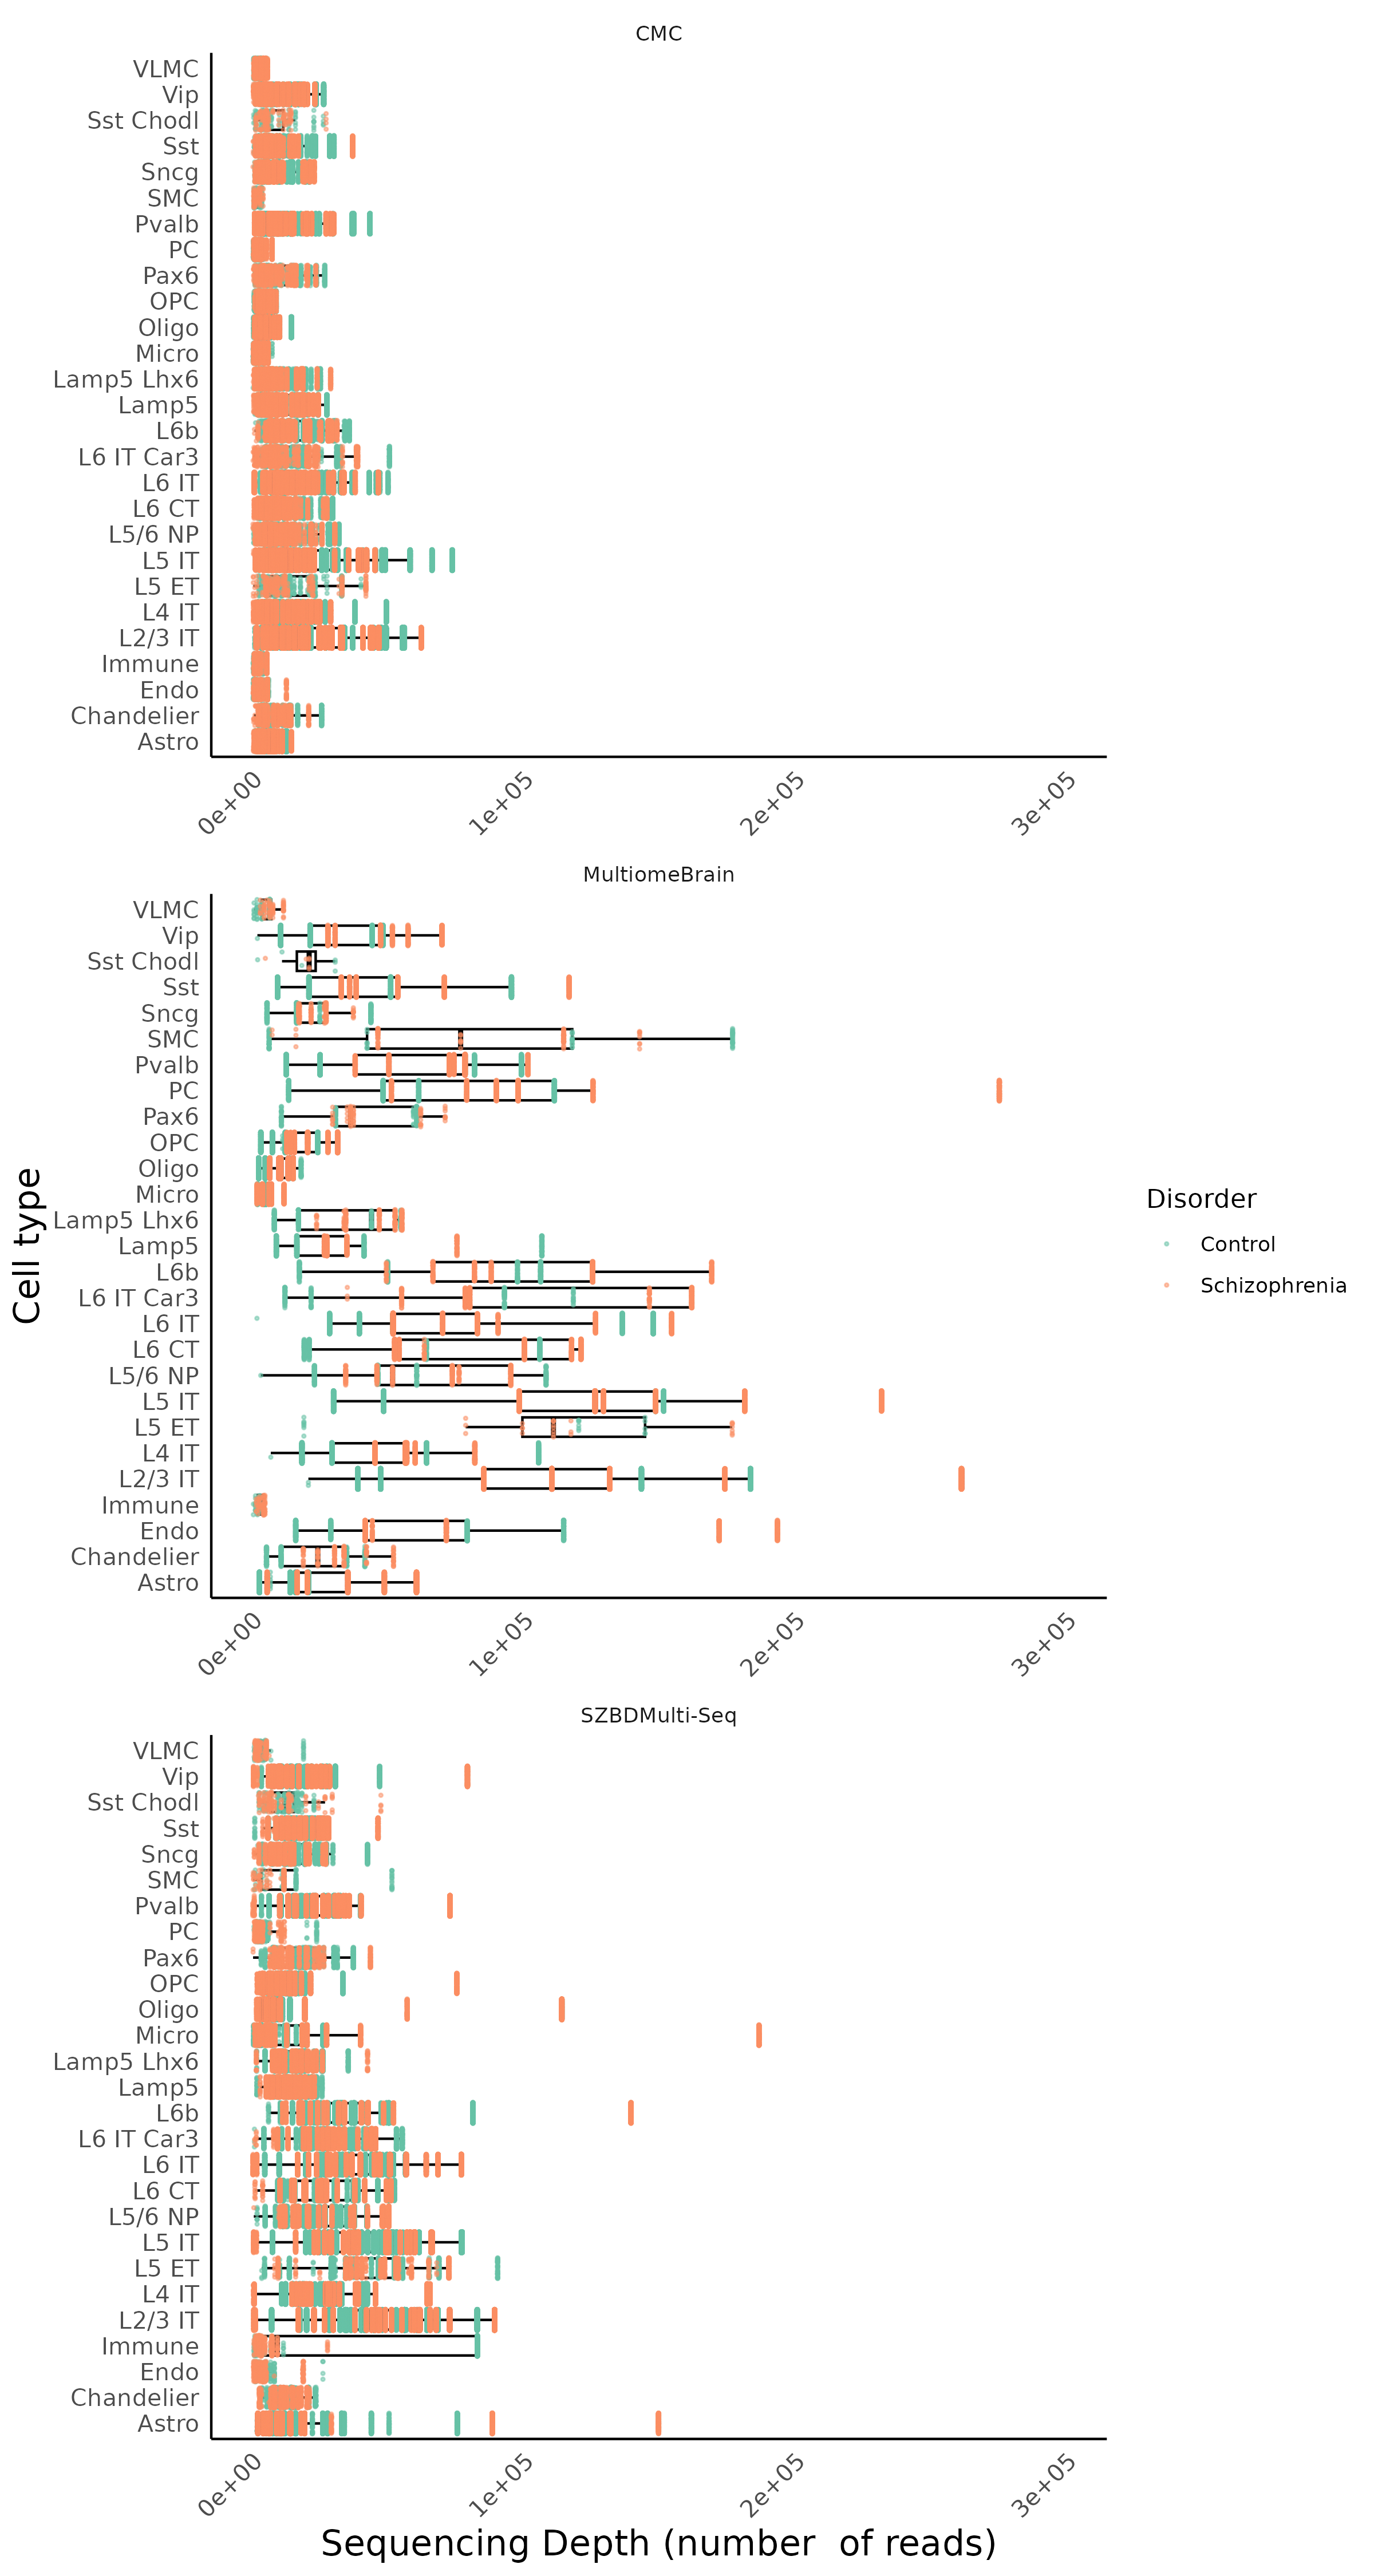 CMC
VLMC
Vip
Sst Chodl
Sst
Sncg
SMC
Pvalb
PC
Pax6
OPC
Oligo
Micro
Lamp5 Lhx6
Lamp5
L6b
L6 IT Car3
L6 IT
L6 CT
L5/6 NP
L5 IT
L5 ET
L4 IT
L2/3 IT
Immune
Endo
Chandelier
Astro
0e+00
1e+05
2e+05
3e+05
MultiomeBrain
VLMC
Vip
Sst Chodl
Sst
Sncg
SMC
Pvalb
PC
Pax6
OPC
Oligo
Micro
Lamp5 Lhx6
Lamp5
L6b
L6 IT Car3
L6 IT
L6 CT
L5/6 NP
L5 IT
L5 ET
L4 IT
L2/3 IT
Immune
Endo
Chandelier
Astro
0e+00
1e+05
2e+05
3e+05
Cell type
Disorder
Control
Schizophrenia
SZBDMulti-Seq
VLMC
Vip
Sst Chodl
Sst
Sncg
SMC
Pvalb
PC
Pax6
OPC
Oligo
Micro
Lamp5 Lhx6
Lamp5
L6b
L6 IT Car3
L6 IT
L6 CT
L5/6 NP
L5 IT
L5 ET
L4 IT
L2/3 IT
Immune
Endo
Chandelier
Astro
0e+00
1e+05
2e+05
3e+05
Sequencing Depth (number  of reads)